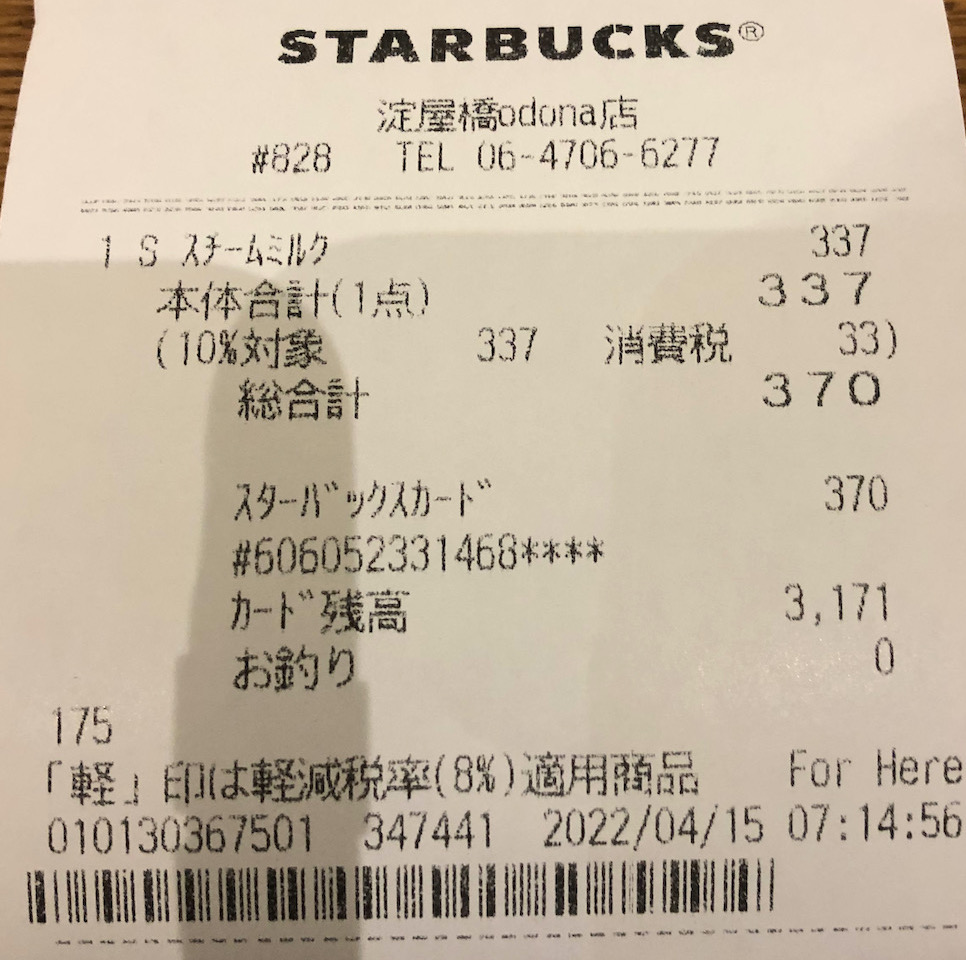 STARBUCKS®
淀屋橋odona店
#828 TEL 06-4706-6277
1 S ｽﾁｰﾑﾐﾙｸ 337
本体合計(1点) 337
(10%対象 337 消費税 33)
総合計 370
ｽﾀｰﾊﾞｯｸｽｶｰﾄﾞ 370
#606052331468****
ｶｰﾄﾞ残高 3,171
お釣り 0
175
「軽」印は軽減税率(8%)適用商品 For Here
010130367501 347441 2022/04/15 07:14:56